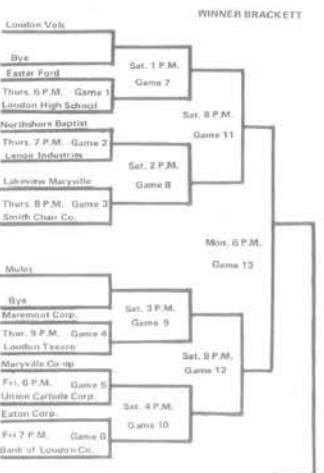 WINNER BRACKETT
Loudon Vols
Bye
Easter Ford
Thurs. 6 P.M. Game 1
Loudon High School
Northshore Baptist
Thurs. 7 P.M. Game 2
Lenoir Industries
Lakeview Maryville
Thurs. 8 P.M. Game 3
Smith Chair Co.
Mules
Bye
Maremont Corp.
Thur. 9 P.M. Game 4
Loudon Texaco
Maryville Co-op
Fri. 6 P.M. Game 5
Union Carbide Corp.
Eaton Corp.
Fri 7 P.M. Game 6
Bank of Loudon Co.
Sat. 1 P.M.
Game 7
Sat. 2 P.M.
Game 8
Sat. 3 P.M.
Game 9
Sat. 4 P.M.
Game 10
Sat. 8 P.M.
Game 11
Sat. 9 P.M.
Game 12
Mon. 6 P.M.
Game 13